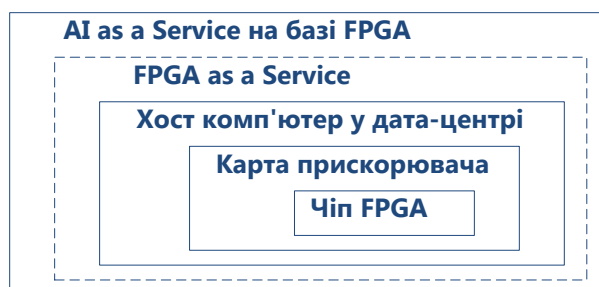 AI as a Service на базі FPGA
FPGA as a Service
Хост комп'ютер у дата-центрі
Карта прискорювача
Чіп FPGA